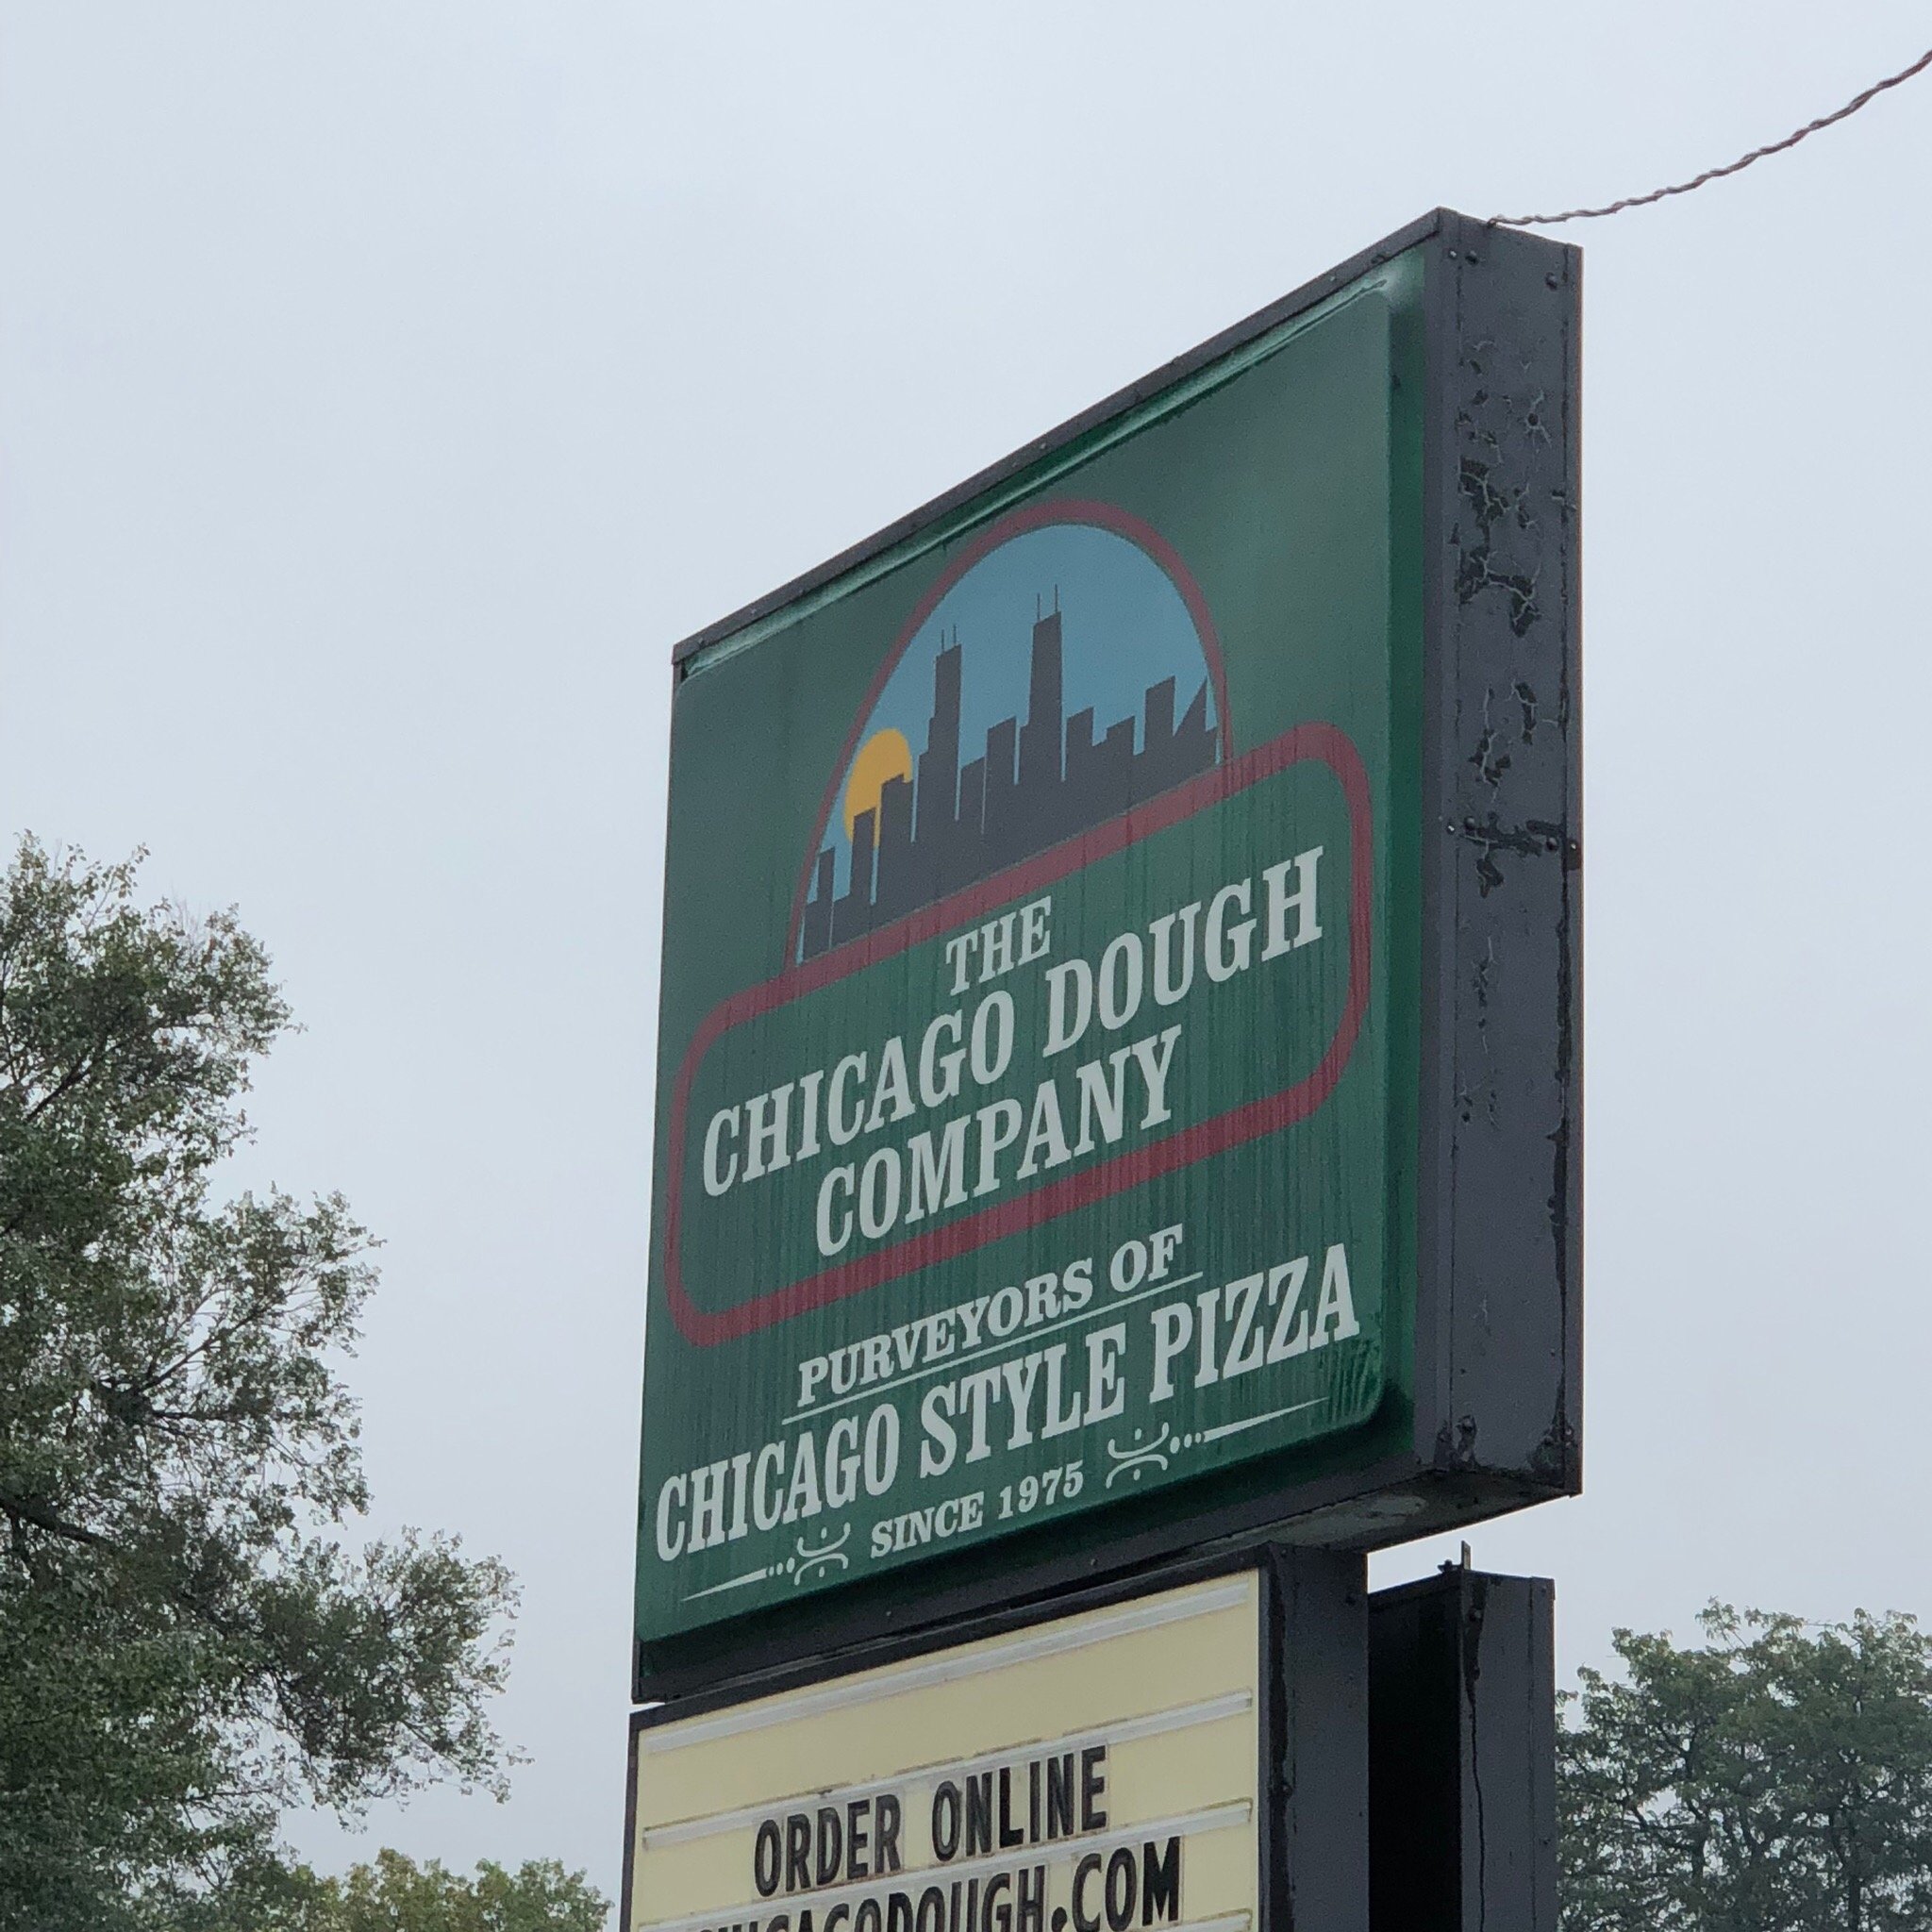 THE
CHICAGO DOUGH
COMPANY
PURVEYORS OF
CHICAGO STYLE PIZZA
SINCE 1975
ORDER ONLINE
CHICAGODOUGH.COM